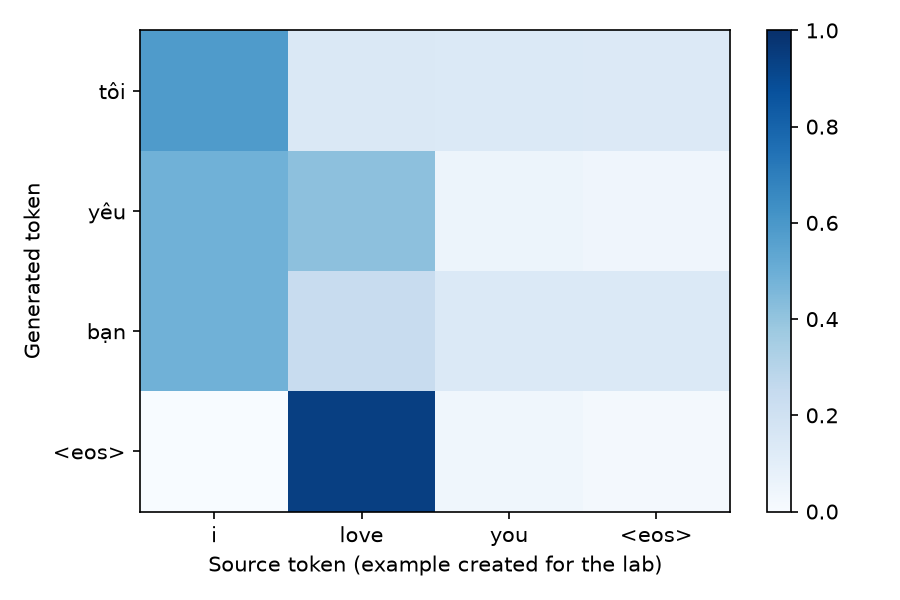 tôi
yêu
bạn
<eos>
Generated token
i love you <eos>
Source token (example created for the lab)
1.0
0.8
0.6
0.4
0.2
0.0